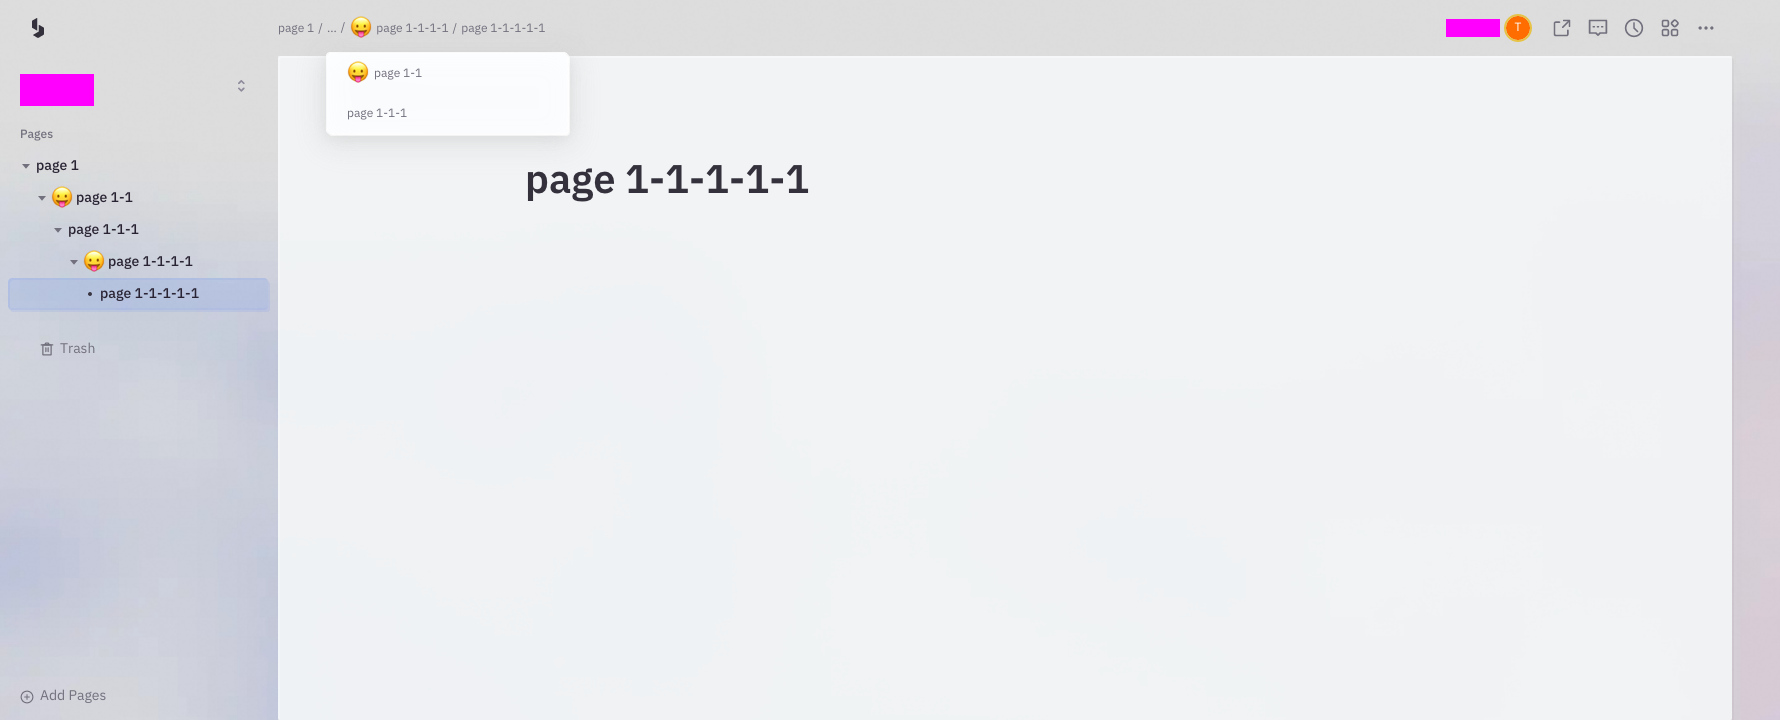 page 1 / ... / 😛 page 1-1-1-1 / page 1-1-1-1-1
T
😛 page 1-1
page 1-1-1
Pages
page 1
😛 page 1-1
page 1-1-1
😛 page 1-1-1-1
• page 1-1-1-1-1
Trash
Add Pages
page 1-1-1-1-1